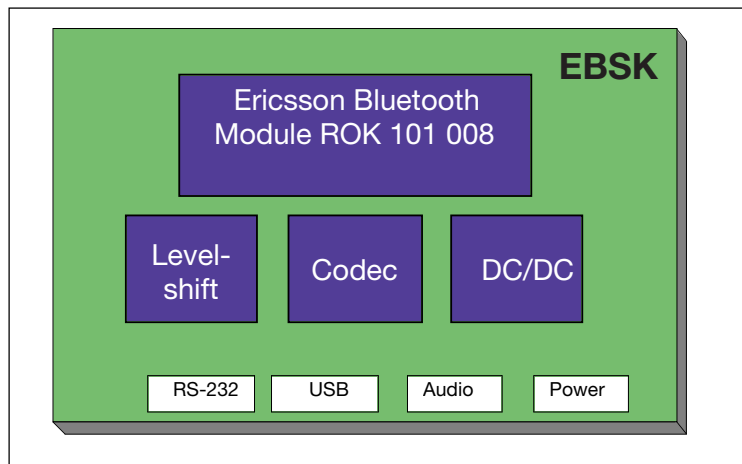 EBSK
Ericsson Bluetooth
Module ROK 101 008
Level-
shift
Codec
DC/DC
RS-232
USB
Audio
Power